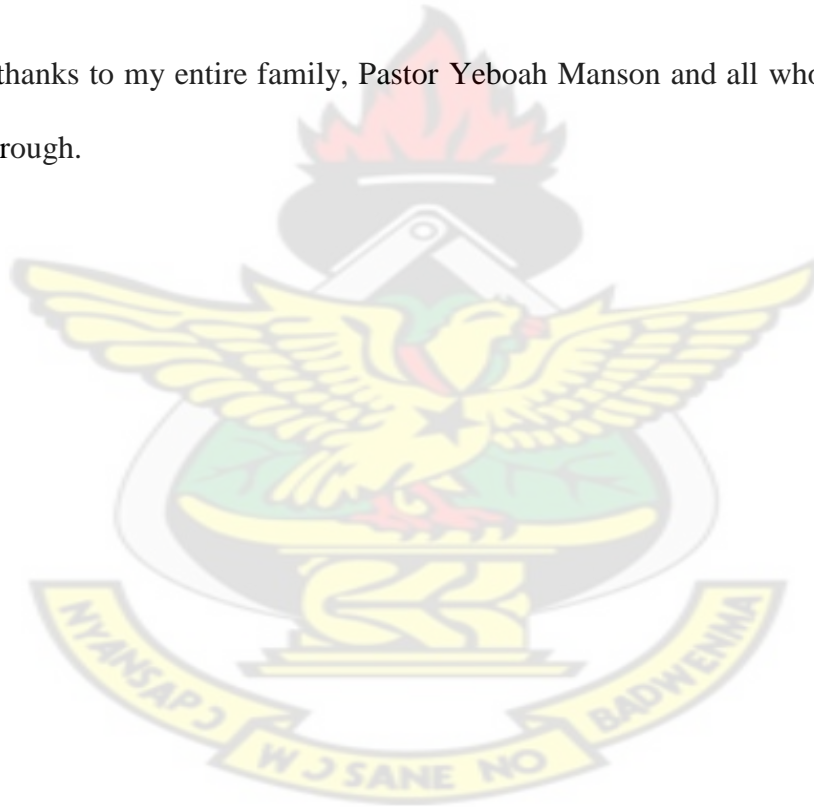 thanks to my entire family, Pastor Yeboah Manson and all who
rough.
NYANSAPƆ WƆSANE NO BADWENMA